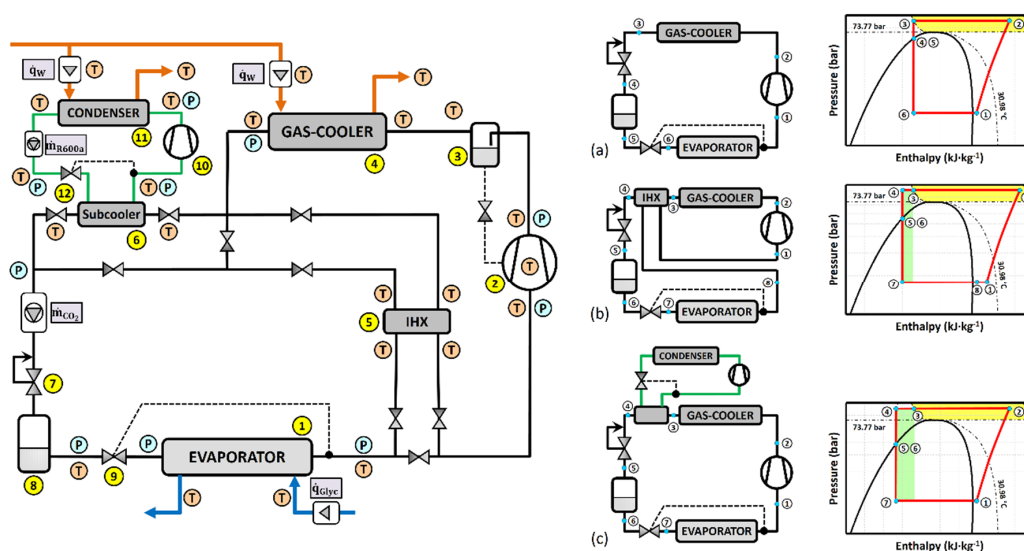 q̇w
T
q̇w
T
T
T
T
CONDENSER
T
P
11
T
T
T
ṁR600a
10
GAS-COOLER
P
4
3
T
P
12
T
P
Subcooler
T
T
6
P
T
P
2
T
P
ṁCO₂
5
IHX
T
T
T
T
7
1
P
P
EVAPORATOR
P
T
T
8
9
T
T
q̇Glyc
3
GAS-COOLER
2
4
1
5
6
EVAPORATOR
(a)
4
IHX
3
GAS-COOLER
2
5
1
8
6
7
EVAPORATOR
(b)
CONDENSER
4
3
GAS-COOLER
2
5
1
6
7
EVAPORATOR
(c)
Pressure (bar)
73.77 bar
3
2
4 5
30.98 °C
6
1
Enthalpy (kJ·kg⁻¹)
Pressure (bar)
73.77 bar
4
3
5 6
30.98 °C
7
8
1
Enthalpy (kJ·kg⁻¹)
Pressure (bar)
73.77 bar
4
3
2
5 6
30.98 °C
7
1
Enthalpy (kJ·kg⁻¹)